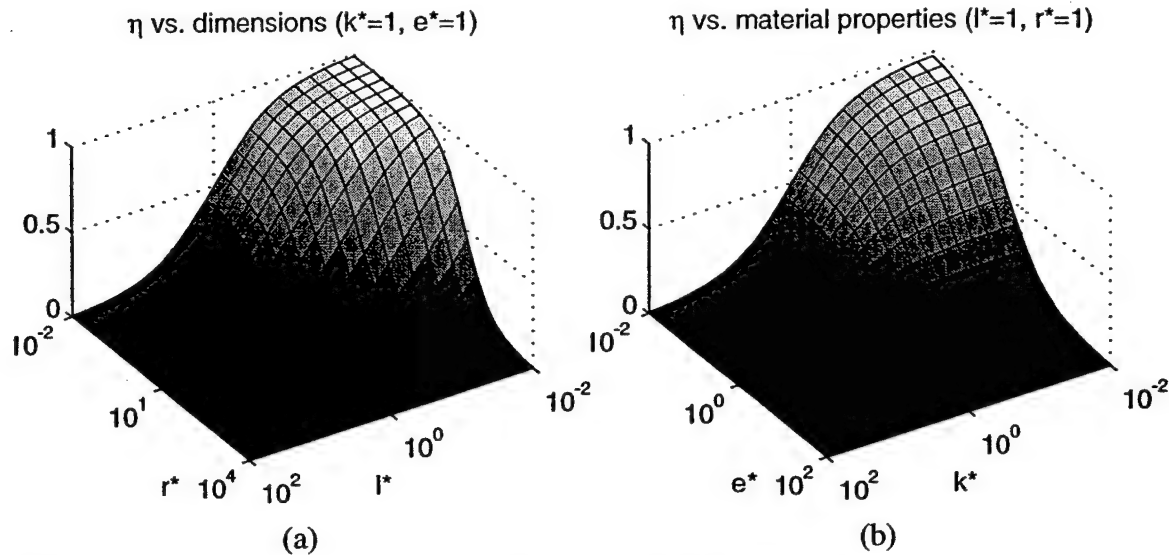 η vs. dimensions (k*=1, e*=1)
1
0.5
0
10^-2
10^1
r* 10^4
10^2
l*
10^0
10^-2
(a)
η vs. material properties (l*=1, r*=1)
1
0.5
0
10^-2
10^0
e* 10^2
10^2
k*
10^0
10^-2
(b)